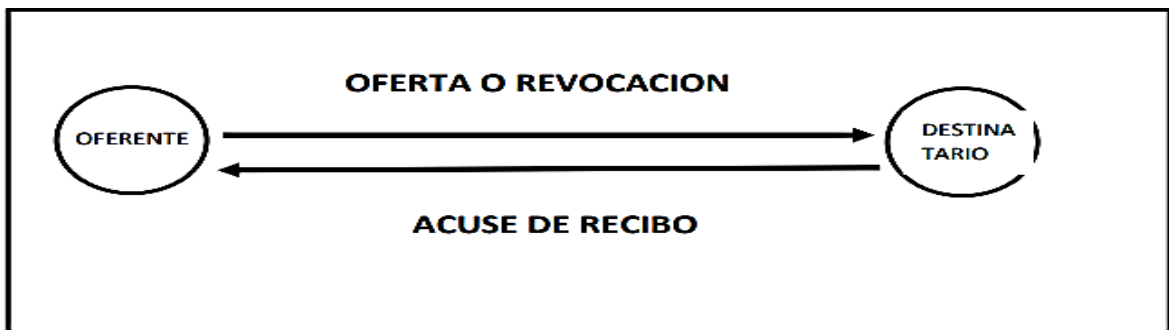 OFERTA O REVOCACION
OFERENTE
DESTINA
TARIO
ACUSE DE RECIBO